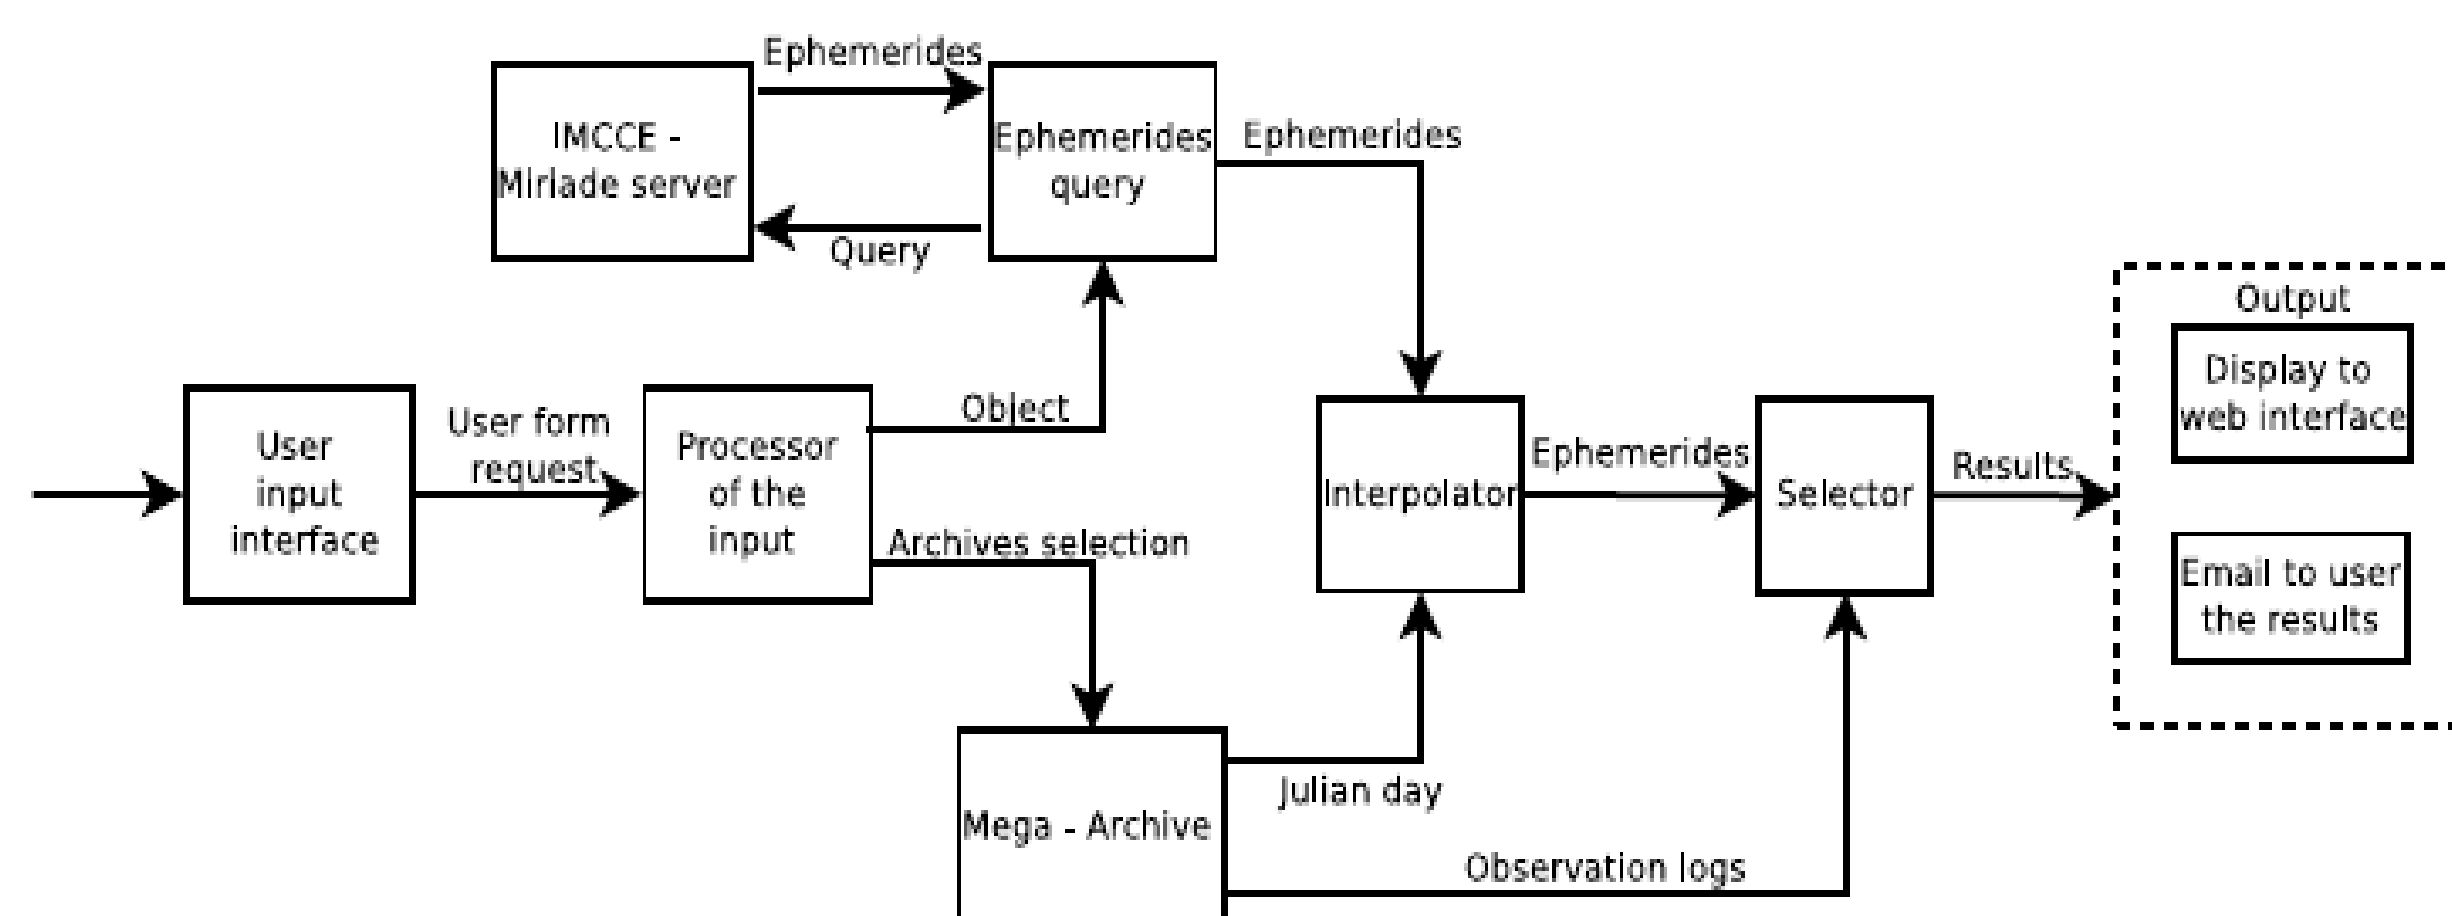 Ephemerides
IMCCE -
Miriade server
Ephemerides
query
Ephemerides
Query
Output
Display to
web interface
Email to user
the results
User
input
interface
User form
request
Processor
of the
input
Object
Archives selection
Interpolator
Ephemerides
Selector
Results
Mega - Archive
Julian day
Observation logs